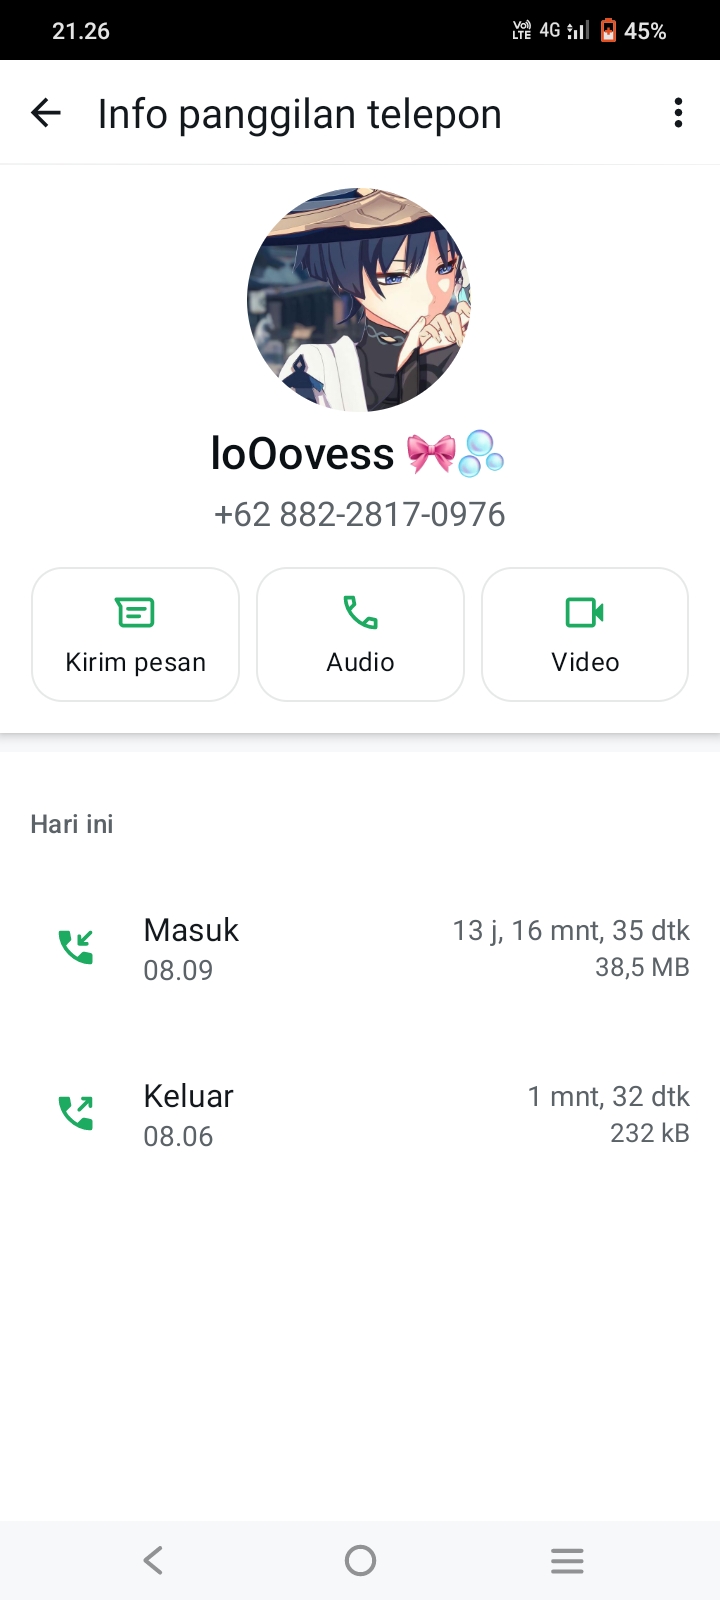 21.26 Vo) LTE 4G 45%
Info panggilan telepon
loOovess 🎀🫧
+62 882-2817-0976
Kirim pesan Audio Video
Hari ini
Masuk 13 j, 16 mnt, 35 dtk
08.09 38,5 MB
Keluar 1 mnt, 32 dtk
08.06 232 kB